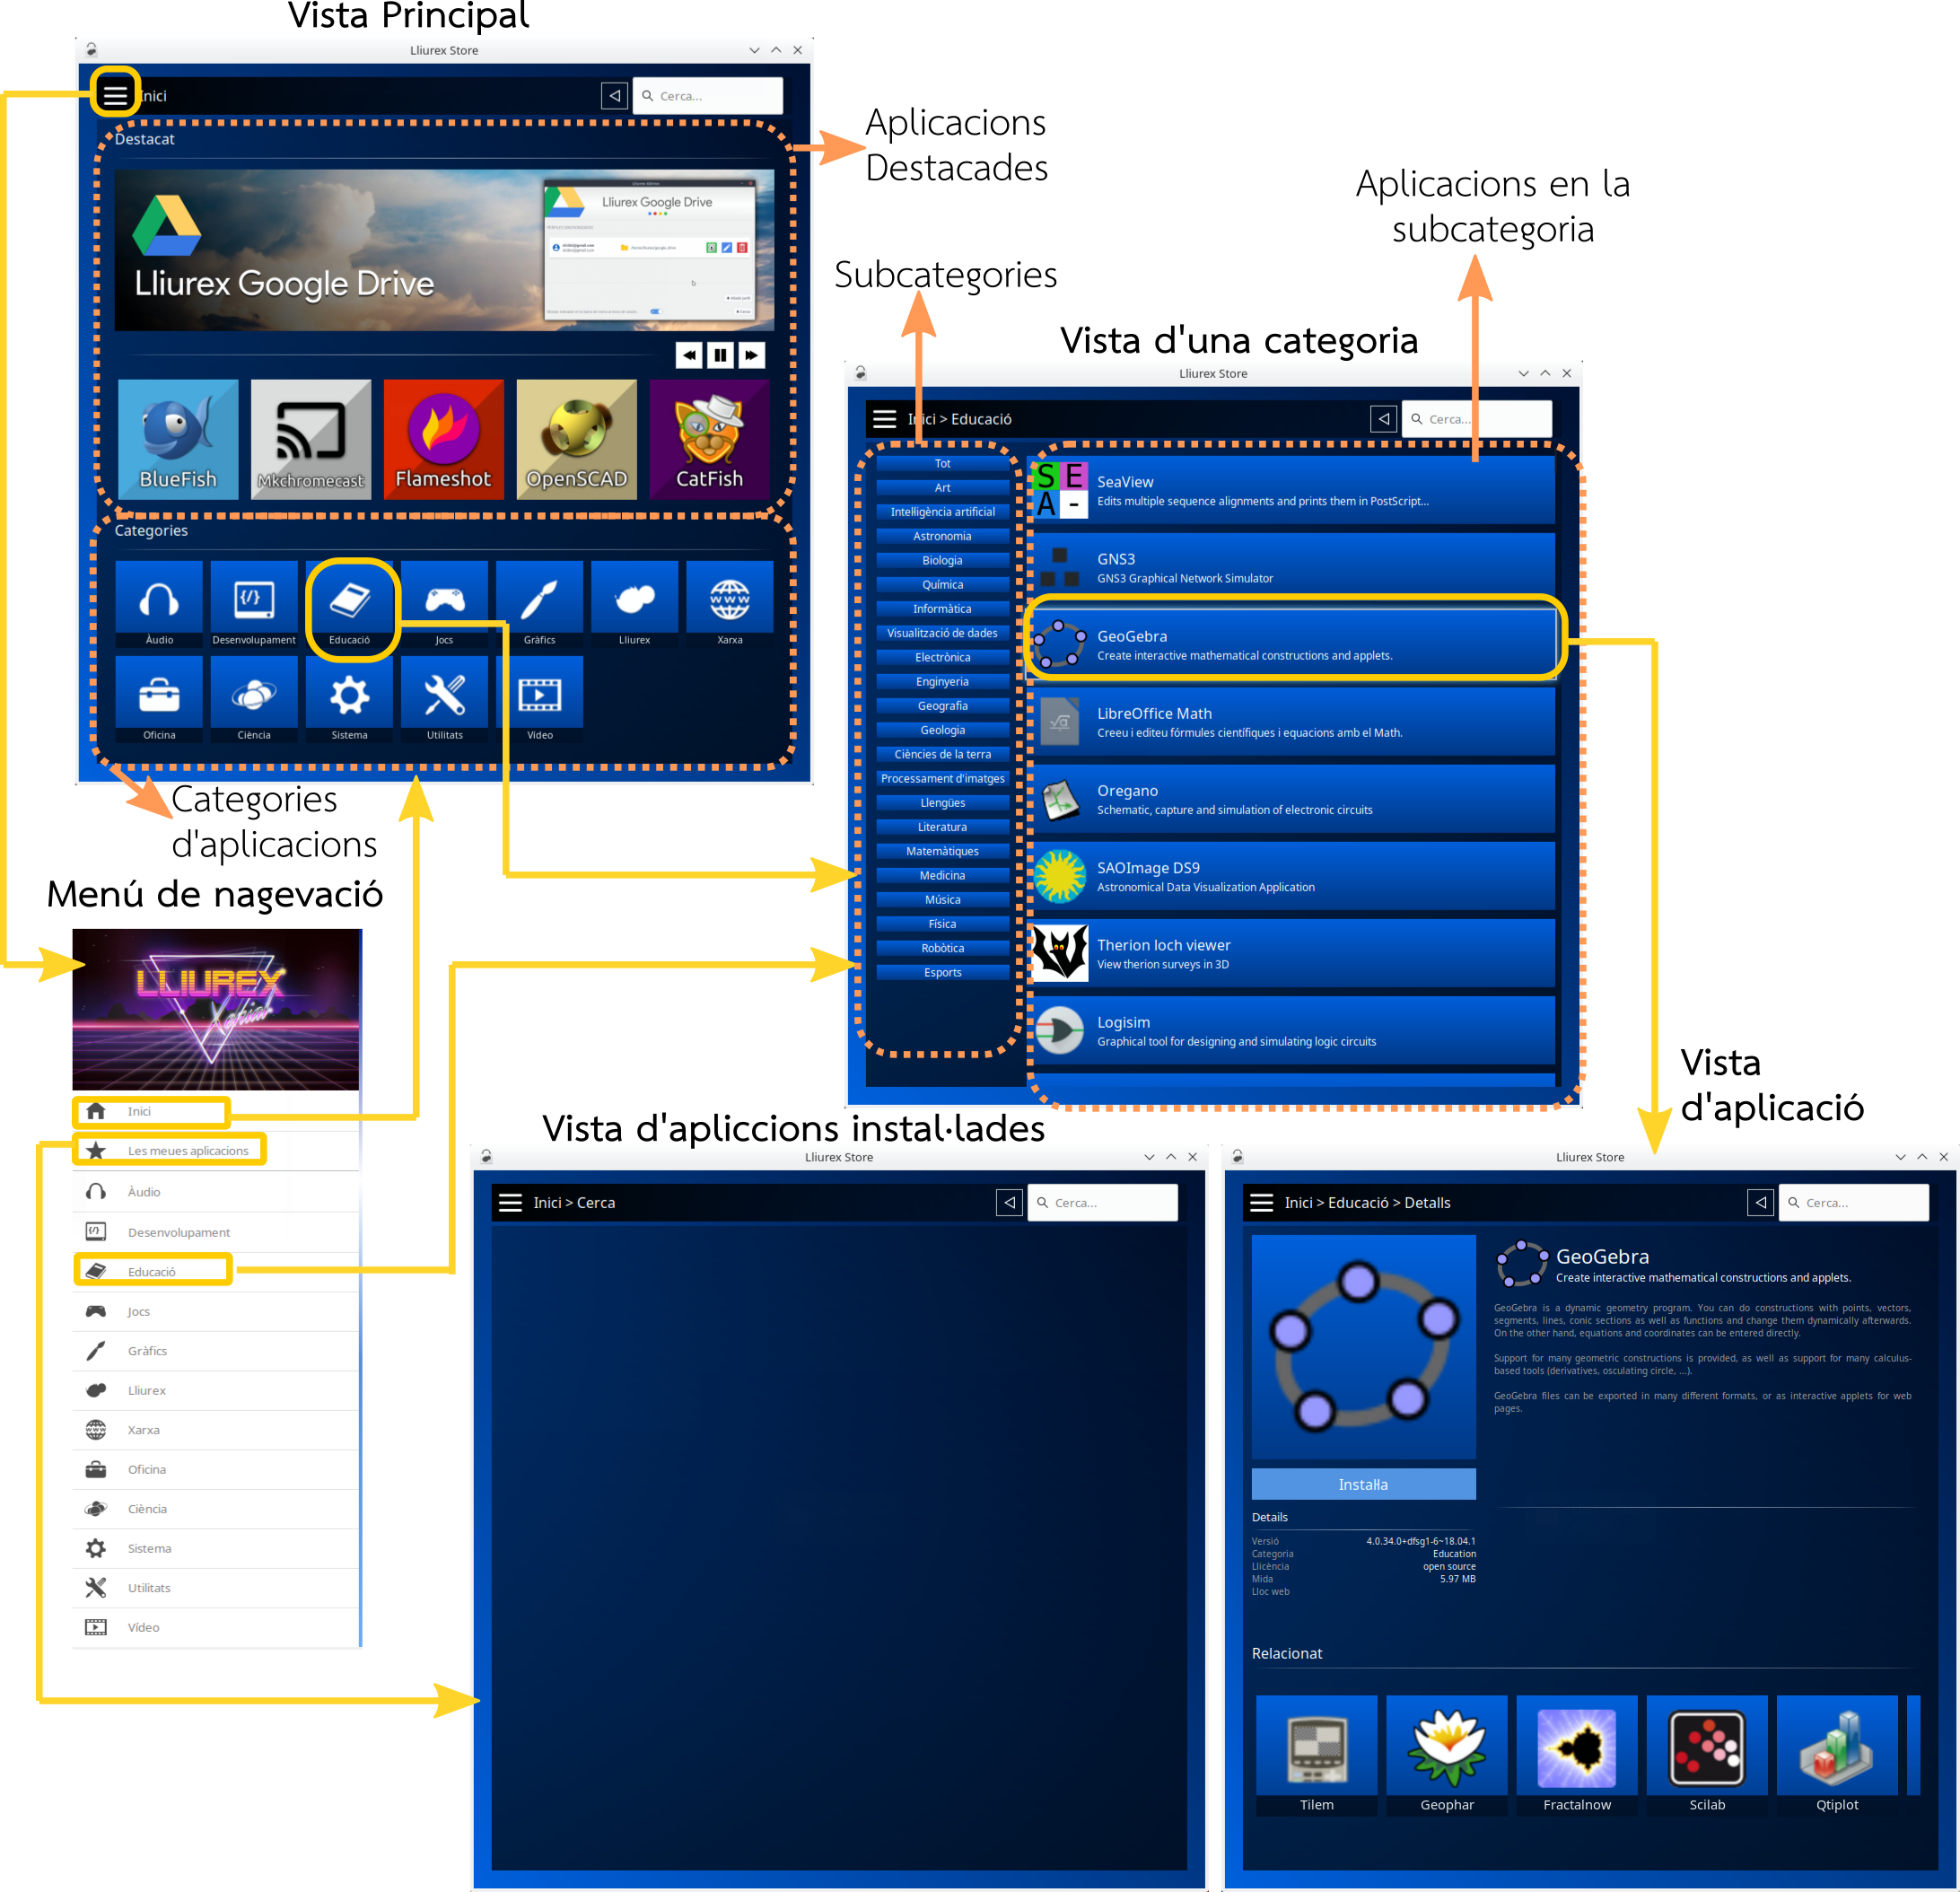 Vista Principal
Lliurex Store
Inici
Cerca...
Destacat
Lliurex Google Drive
Lliurex Google Drive
BlueFish
Mkchromecast
Flameshot
OpenSCAD
CatFish
Categories
Àudio
Desenvolupament
Educació
Jocs
Gràfics
Lliurex
Xarxa
Oficina
Ciència
Sistema
Utilitats
Vídeo
Aplicacions
Destacades
Categories
d'aplicacions
Subcategories
Aplicacions en la
subcategoria
Vista d'una categoria
Lliurex Store
Inici > Educació
Cerca...
Tot
Art
Intel·ligència artificial
Astronomia
Biologia
Química
Informàtica
Visualització de dades
Electrònica
Enginyeria
Geografia
Geologia
Ciències de la terra
Processament d'imatges
Llengües
Literatura
Matemàtiques
Medicina
Música
Física
Robòtica
Esports
S E
A -
SeaView
Edits multiple sequence alignments and prints them in PostScript...
GNS3
GNS3 Graphical Network Simulator
GeoGebra
Create interactive mathematical constructions and applets.
LibreOffice Math
Creeu i editeu fórmules científiques i equacions amb el Math.
Oregano
Schematic, capture and simulation of electronic circuits
SAOImage DS9
Astronomical Data Visualization Application
Therion loch viewer
View therion surveys in 3D
Logisim
Graphical tool for designing and simulating logic circuits
Menú de nagevació
LLIUREX
Xenial
Inici
Les meues aplicacions
Àudio
Desenvolupament
Educació
Jocs
Gràfics
Lliurex
Xarxa
Oficina
Ciència
Sistema
Utilitats
Vídeo
Vista d'apliccions instal·lades
Lliurex Store
Inici > Cerca
Cerca...
Vista
d'aplicació
Lliurex Store
Inici > Educació > Detalls
Cerca...
GeoGebra
Create interactive mathematical constructions and applets.
GeoGebra is a dynamic geometry program. You can do constructions with points, vectors,
segments, lines, conic sections as well as functions and change them dynamically afterwards.
On the other hand, equations and coordinates can be entered directly.
Support for many geometric constructions is provided, as well as support for many calculus-
based tools (derivatives, osculating circle, ...).
GeoGebra files can be exported in many different formats, or as interactive applets for web
pages.
Instal·la
Details
Versió 4.0.34.0+dfsg1-6~18.04.1
Categoria Education
Llicència open source
Mida 5.97 MB
Lloc web
Relacionat
Tilem
Geophar
Fractalnow
Scilab
Qtiplot